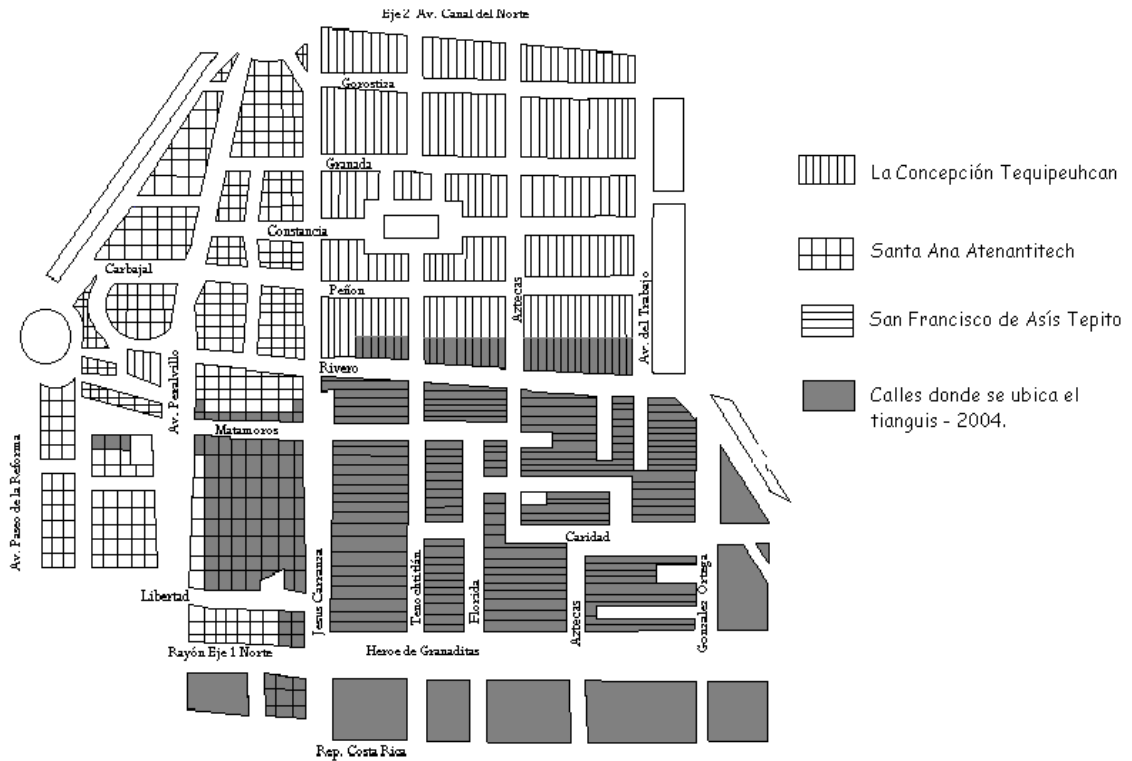 Eje 2 Av. Canal del Norte
Gorostiza
Granada
Constancia
Carbajal
Peñon
Aztecas
Av. del Trabajo
Rivero
Av. Peralvillo
Matamoros
Av. Paseo de la Reforma
Caridad
Libertad
Jesus Carranza
Tenochtitlán
Florida
Aztecas
Gonzalez Ortega
Rayón Eje 1 Norte
Heroe de Granaditas
Rep. Costa Rica
La Concepción Tequipeuhcan
Santa Ana Atenantitech
San Francisco de Asís Tepito
Calles donde se ubica el
tianguis - 2004.